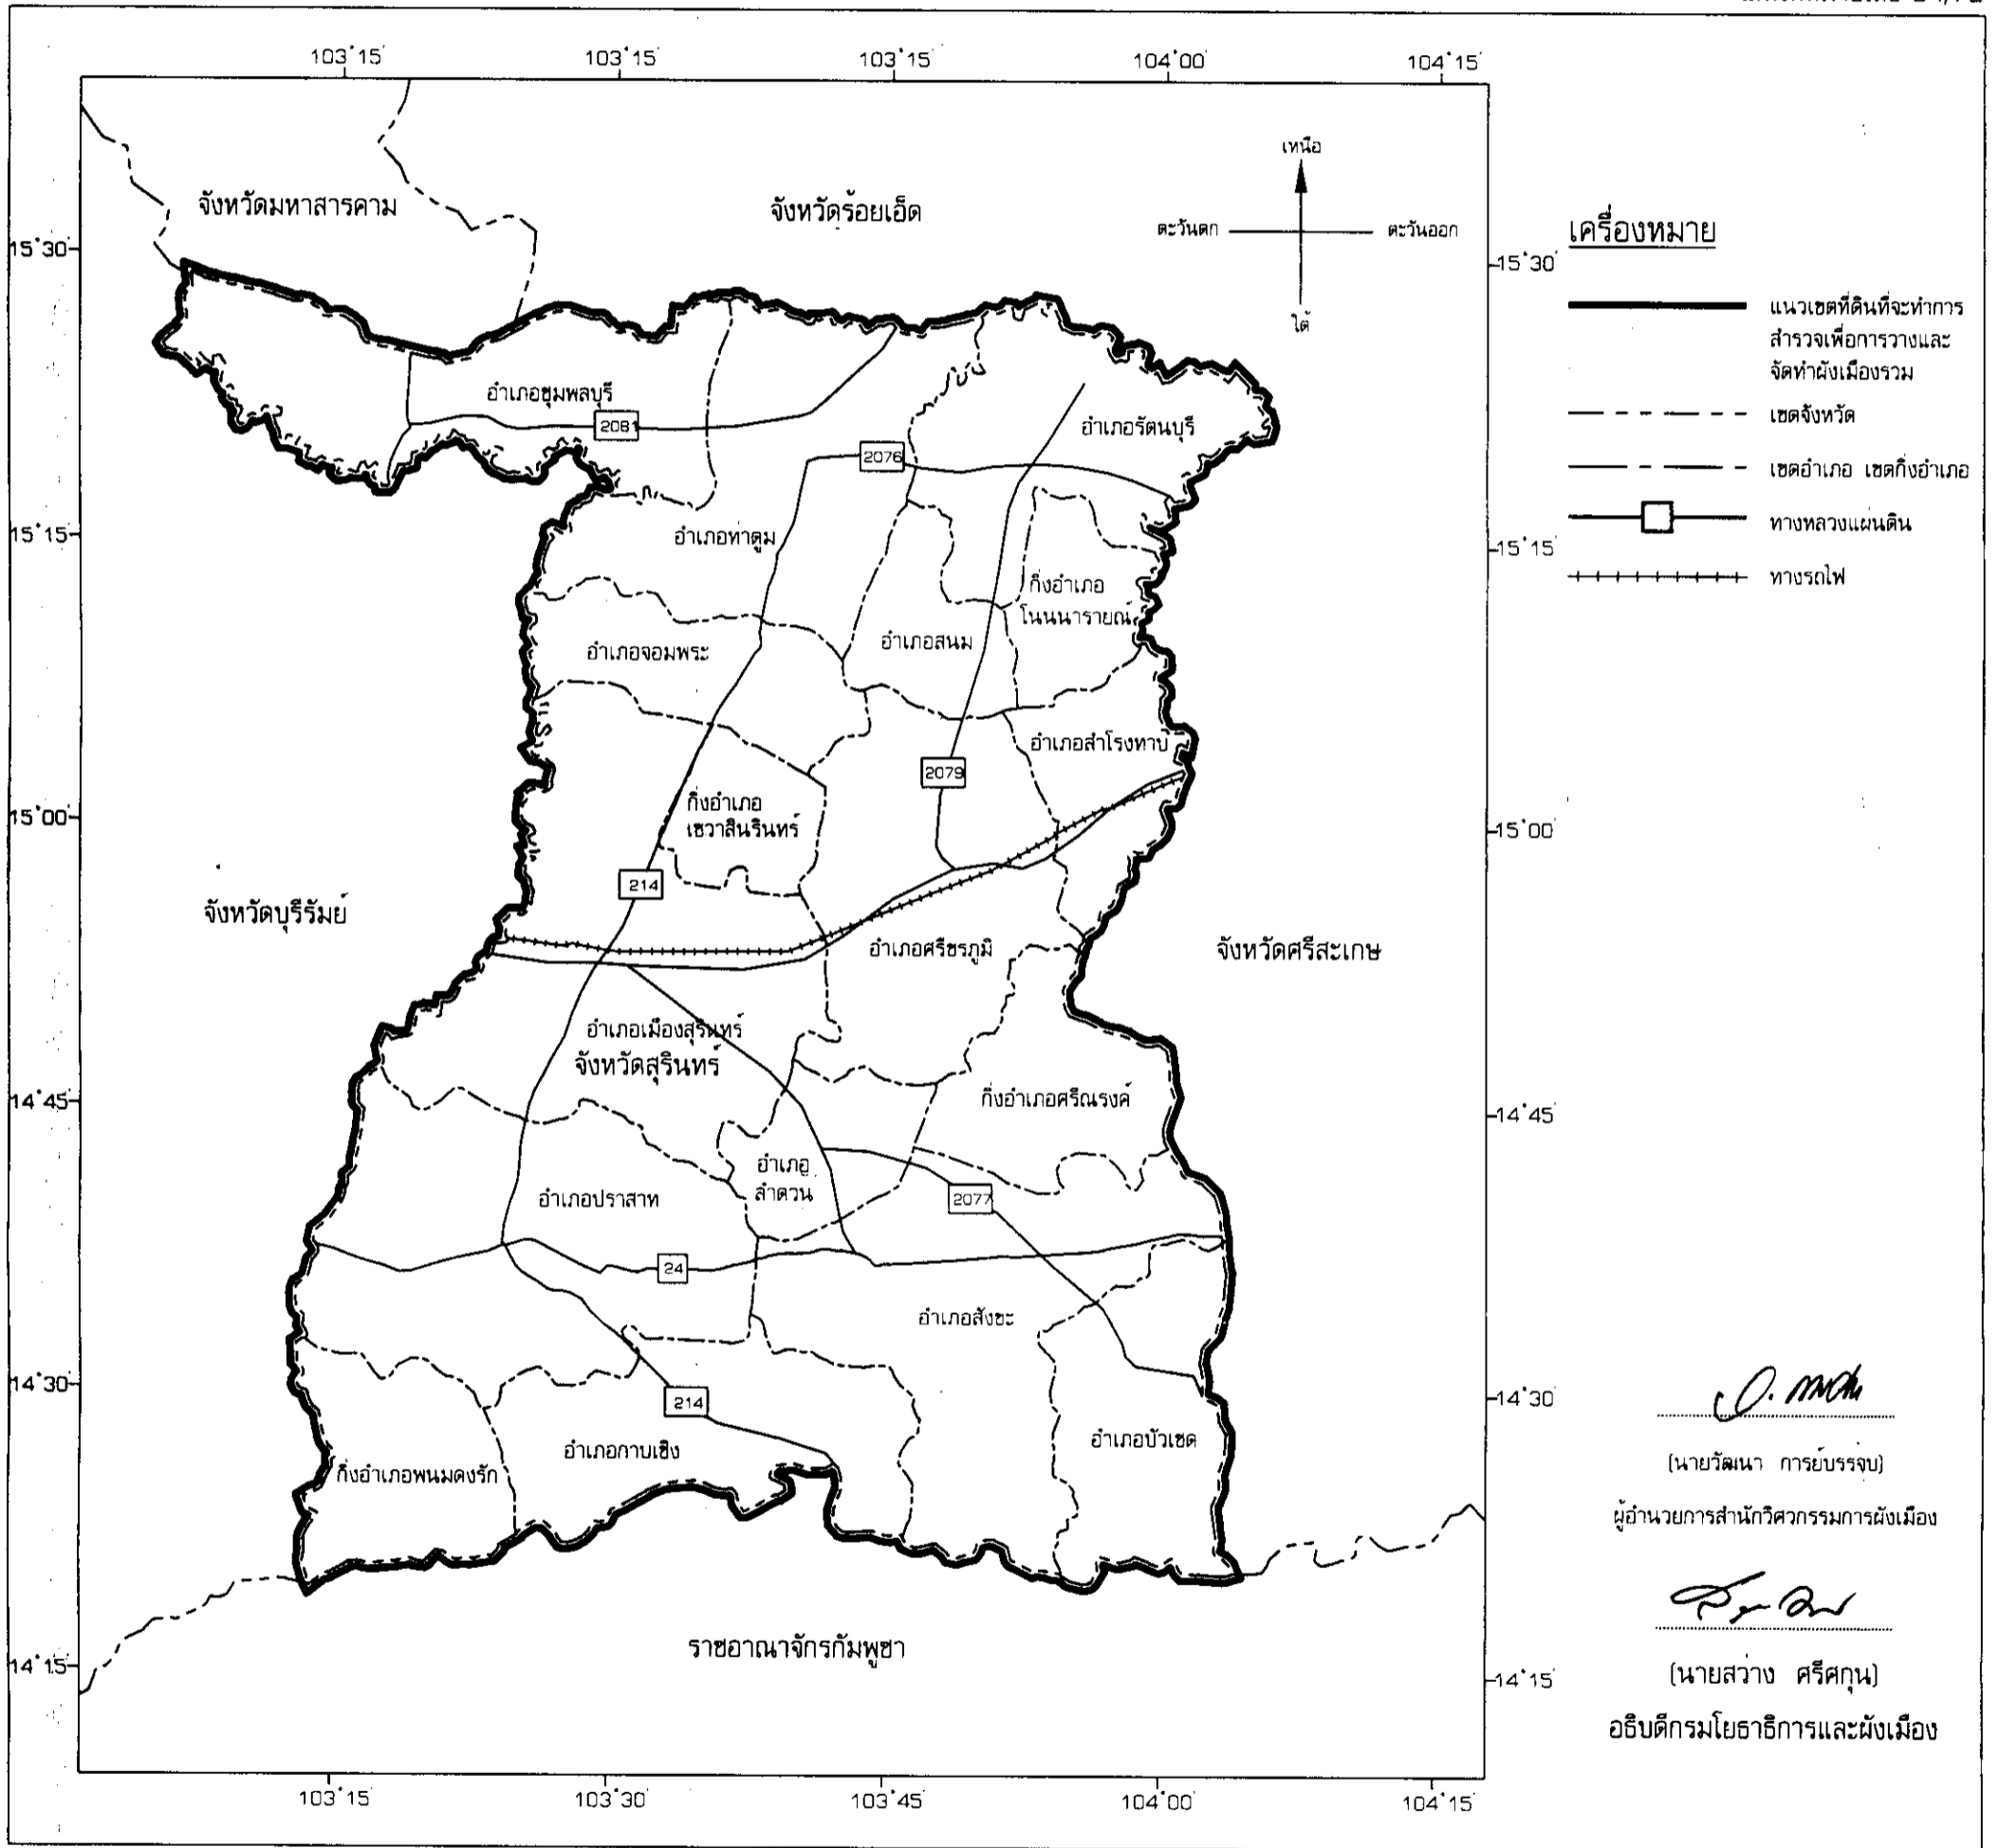 103°15' 103°15' 103°15' 104°00' 104°15'
เหนือ
จังหวัดมหาสารคาม
จังหวัดร้อยเอ็ด
ตะวันตก
ตะวันออก
ใต้
เครื่องหมาย
15°30'
15°30'
แนวเขตที่ดินที่จะทำการ
สำรวจเพื่อการวางและ
จัดทำผังเมืองรวม
เขตจังหวัด
เขตอำเภอ เขตกิ่งอำเภอ
ทางหลวงแผ่นดิน
ทางรถไฟ
อำเภอชุมพลบุรี
2081
อำเภอรัตนบุรี
2076
15°15'
15°15'
อำเภอท่าตูม
กิ่งอำเภอ
โนนนารายณ์
อำเภอสนม
อำเภอจอมพระ
อำเภอสำโรงทาบ
2079
กิ่งอำเภอ
เขวาสินรินทร์
15°00'
15°00'
214
จังหวัดบุรีรัมย์
อำเภอศรีขรภูมิ
จังหวัดศรีสะเกษ
อำเภอเมืองสุรินทร์
จังหวัดสุรินทร์
14°45'
14°45'
กิ่งอำเภอศรีณรงค์
อำเภอ
ลำดวน
อำเภอปราสาท
2077
24
อำเภอสังขะ
14°30'
14°30'
214
อำเภอบัวเชด
อำเภอกาบเชิง
กิ่งอำเภอพนมดงรัก
(นายวัฒนา การย์บรรจบ)
ผู้อำนวยการสำนักวิศวกรรมการผังเมือง
ราชอาณาจักรกัมพูชา
14°15'
14°15'
(นายสว่าง ศรีศกุน)
อธิบดีกรมโยธาธิการและผังเมือง
103°15' 103°30' 103°45' 104°00' 104°15'